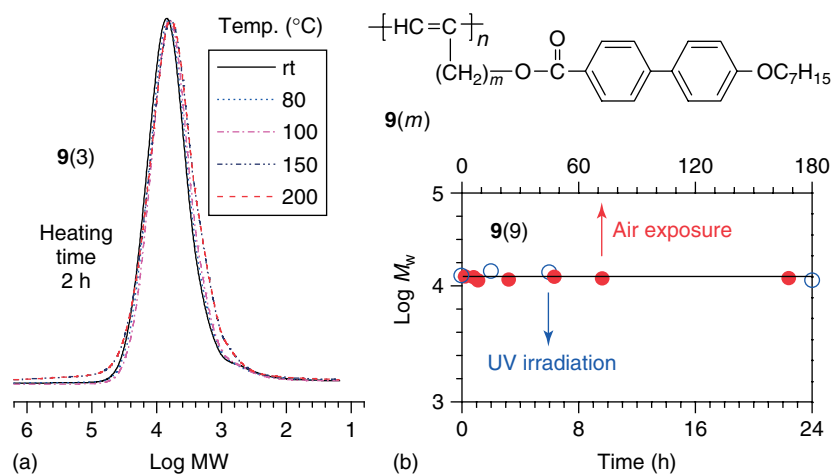 Temp. (°C)
rt
80
100
150
200
9(3)
Heating
time
2 h
6 5 4 3 2 1
(a) Log MW
HC=C n
(CH2)m—O—C
O
OC7H15
9(m)
0 60 120 180
5
9(9)
Air exposure
Log Mw
4
UV irradiation
3
0 8 16 24
(b) Time (h)